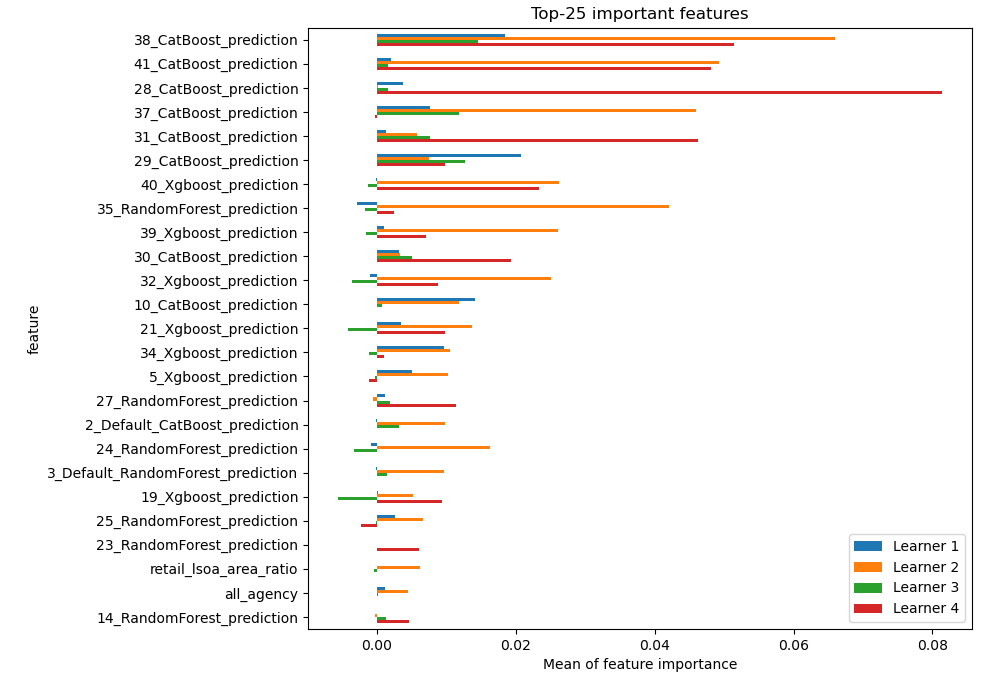 Top-25 important features
38_CatBoost_prediction
41_CatBoost_prediction
28_CatBoost_prediction
37_CatBoost_prediction
31_CatBoost_prediction
29_CatBoost_prediction
40_Xgboost_prediction
35_RandomForest_prediction
39_Xgboost_prediction
30_CatBoost_prediction
32_Xgboost_prediction
10_CatBoost_prediction
21_Xgboost_prediction
34_Xgboost_prediction
5_Xgboost_prediction
27_RandomForest_prediction
2_Default_CatBoost_prediction
24_RandomForest_prediction
3_Default_RandomForest_prediction
19_Xgboost_prediction
25_RandomForest_prediction
23_RandomForest_prediction
retail_lsoa_area_ratio
all_agency
14_RandomForest_prediction
feature
Learner 1
Learner 2
Learner 3
Learner 4
0.00 0.02 0.04 0.06 0.08
Mean of feature importance